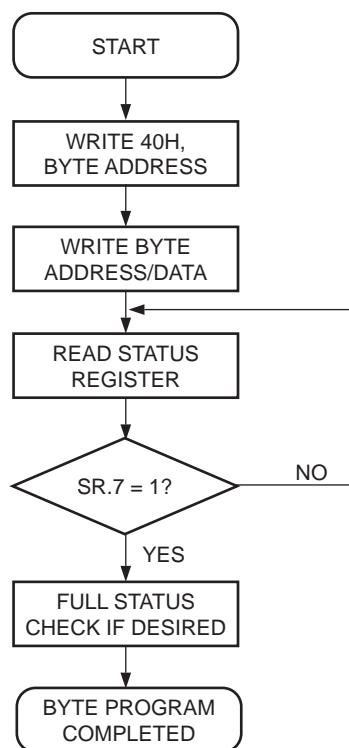 START
WRITE 40H,
BYTE ADDRESS
WRITE BYTE
ADDRESS/DATA
READ STATUS
REGISTER
SR.7 = 1?
NO
YES
FULL STATUS
CHECK IF DESIRED
BYTE PROGRAM
COMPLETED